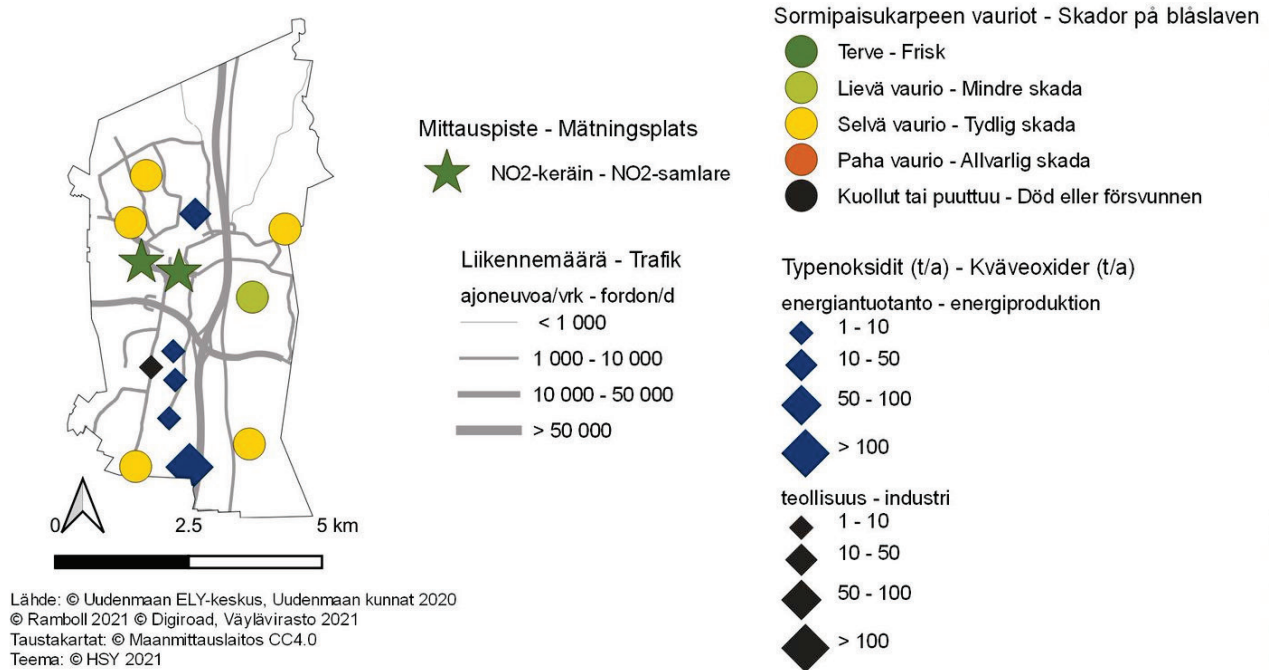 Sormipaisukarpeen vauriot - Skador på blåslaven
Terve - Frisk
Lievä vaurio - Mindre skada
Selvä vaurio - Tydlig skada
Paha vaurio - Allvarlig skada
Kuollut tai puuttuu - Död eller försvunnen
Mittauspiste - Mätningsplats
NO2-keräin - NO2-samlare
Liikennemäärä - Trafik
ajoneuvoa/vrk - fordon/d
< 1 000
1 000 - 10 000
10 000 - 50 000
> 50 000
Typenoksidit (t/a) - Kväveoxider (t/a)
energiantuotanto - energiproduktion
1 - 10
10 - 50
50 - 100
> 100
teollisuus - industri
1 - 10
10 - 50
50 - 100
> 100
0 2.5 5 km
Lähde: © Uudenmaan ELY-keskus, Uudenmaan kunnat 2020
© Ramboll 2021 © Digiroad, Väylävirasto 2021
Taustakartat: © Maanmittauslaitos CC4.0
Teema: © HSY 2021